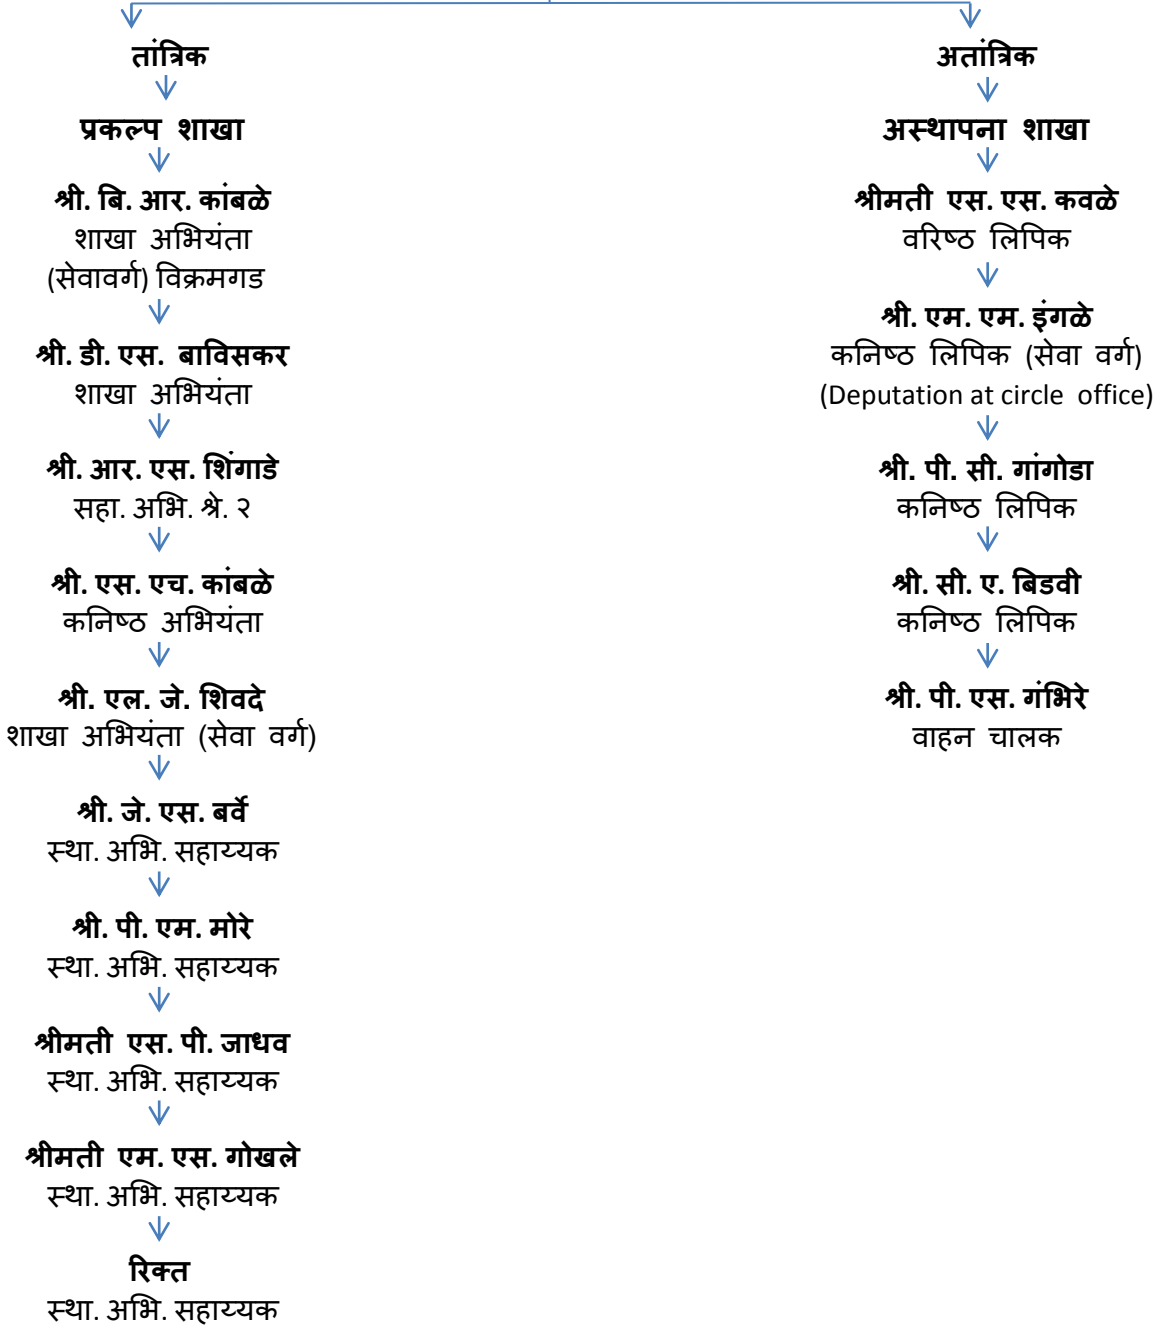 तांत्रिक
प्रकल्प शाखा
श्री. बि. आर. कांबळे
शाखा अभियंता
(सेवावर्ग) विक्रमगड
श्री. डी. एस. बाविसकर
शाखा अभियंता
श्री. आर. एस. शिंगाडे
सहा. अभि. श्रे. २
श्री. एस. एच. कांबळे
कनिष्ठ अभियंता
श्री. एल. जे. शिवदे
शाखा अभियंता (सेवा वर्ग)
श्री. जे. एस. बर्वे
स्था. अभि. सहाय्यक
श्री. पी. एम. मोरे
स्था. अभि. सहाय्यक
श्रीमती एस. पी. जाधव
स्था. अभि. सहाय्यक
श्रीमती एम. एस. गोखले
स्था. अभि. सहाय्यक
रिक्त
स्था. अभि. सहाय्यक
अतांत्रिक
अस्थापना शाखा
श्रीमती एस. एस. कवळे
वरिष्ठ लिपिक
श्री. एम. एम. इंगळे
कनिष्ठ लिपिक (सेवा वर्ग)
(Deputation at circle office)
श्री. पी. सी. गांगोडा
कनिष्ठ लिपिक
श्री. सी. ए. बिडवी
कनिष्ठ लिपिक
श्री. पी. एस. गंभिरे
वाहन चालक